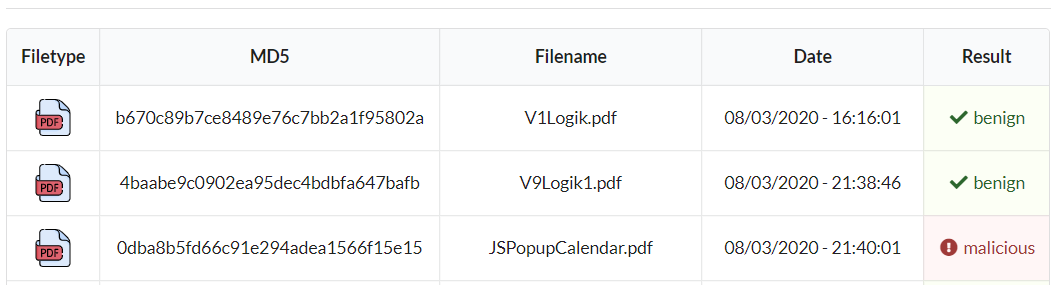 Filetype MD5 Filename Date Result
PDF b670c89b7ce8489e76c7bb2a1f95802a V1Logik.pdf 08/03/2020 - 16:16:01 benign
PDF 4baabe9c0902ea95dec4bdbfa647bafb V9Logik1.pdf 08/03/2020 - 21:38:46 benign
PDF 0dba8b5fd66c91e294adea1566f15e15 JSPopupCalendar.pdf 08/03/2020 - 21:40:01 malicious